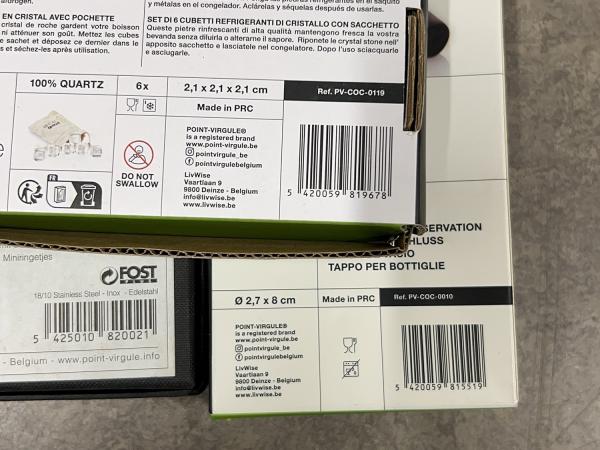 y metálas en el congelador. Aclárelas y séquelas después de usarlas.
EN CRISTAL AVEC POCHETTE
cristal de roche gardent votre boisson
ni atténuer son goût. Mettez les cubes
sachet et déposez ce dernier dans le
s et séchez-les après utilisation.
SET DI 6 CUBETTI REFRIGERANTI DI CRISTALLO CON SACCHETTO
Queste pietre rinfrescanti di alta qualità mantengono fresca la vostra
bevanda senza diluirla o alterarne il sapore. Riponete le crystal stone nell'
apposito sacchetto e lasciatele nel congelatore. Dopo l'uso sciacquarle
e asciugarle.
100% QUARTZ
6x
2,1 x 2,1 x 2,1 cm
Ref. PV-COC-0119
Made in PRC
DO NOT
SWALLOW
FR
POINT-VIRGULE®
is a registered brand
www.point-virgule.be
pointvirgule_be
pointvirgulebelgium
LivWise
Vaartlaan 9
9800 Deinze - Belgium
info@livwise.be
www.livwise.be
5 420059 819678
Miniringetjes
FOST
PLUS
18/10 Stainless Steel - Inox - Edelstahl
5 425010 820021
- Belgium - www.point-virgule.info
SERVATION
CHLUSS
TAPPO PER BOTTIGLIE
Ø 2,7 x 8 cm
Made in PRC
Ref. PV-COC-0010
POINT-VIRGULE®
is a registered brand
www.point-virgule.be
pointvirgule_be
pointvirgulebelgium
LivWise
Vaartlaan 9
9800 Deinze - Belgium
info@livwise.be
www.livwise.be
5 420059 815519